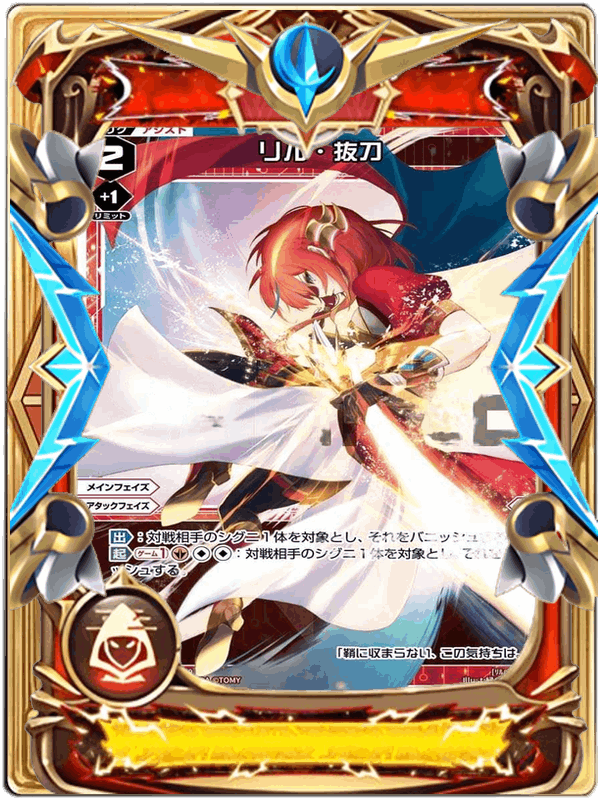 アシスト
リル・抜刀
2
+1
リミット
メインフェイズ
アタックフェイズ
出：対戦相手のシグニ１体を対象とし、それをバニッシュ
起 ゲーム1 ：対戦相手のシグニ１体を対象とし、それを
ッシュする。
「鞘に収まらない、この気持ちは
TOMY